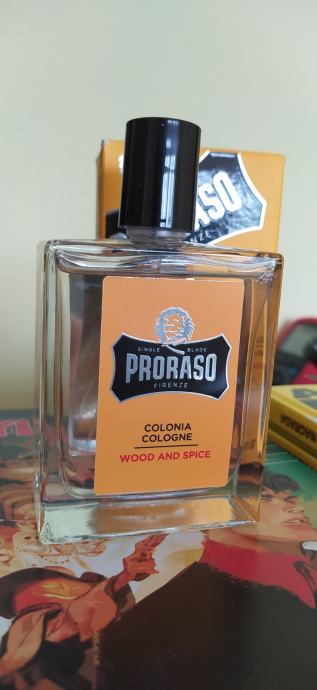 SINGLE BLADE
PRORASO
FIRENZE
COLONIA
COLOGNE
WOOD AND SPICE